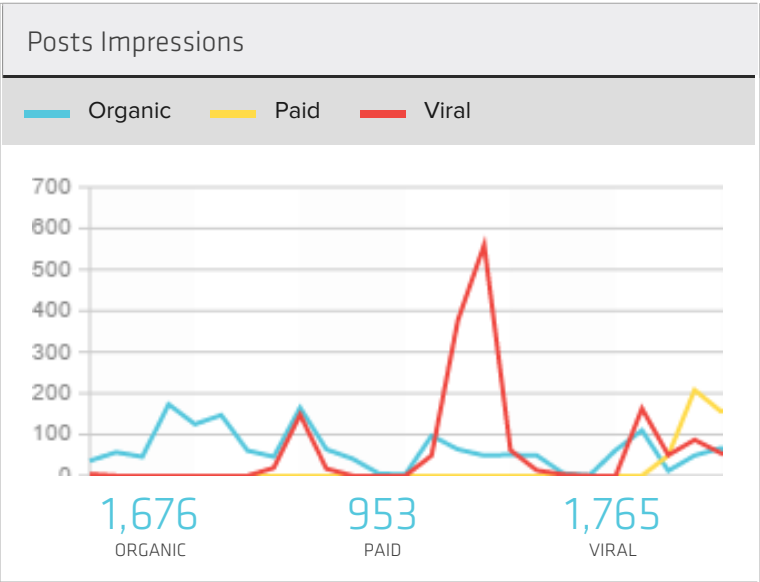 Posts Impressions
Organic Paid Viral
700
600
500
400
300
200
100
0
1,676 953 1,765
ORGANIC PAID VIRAL